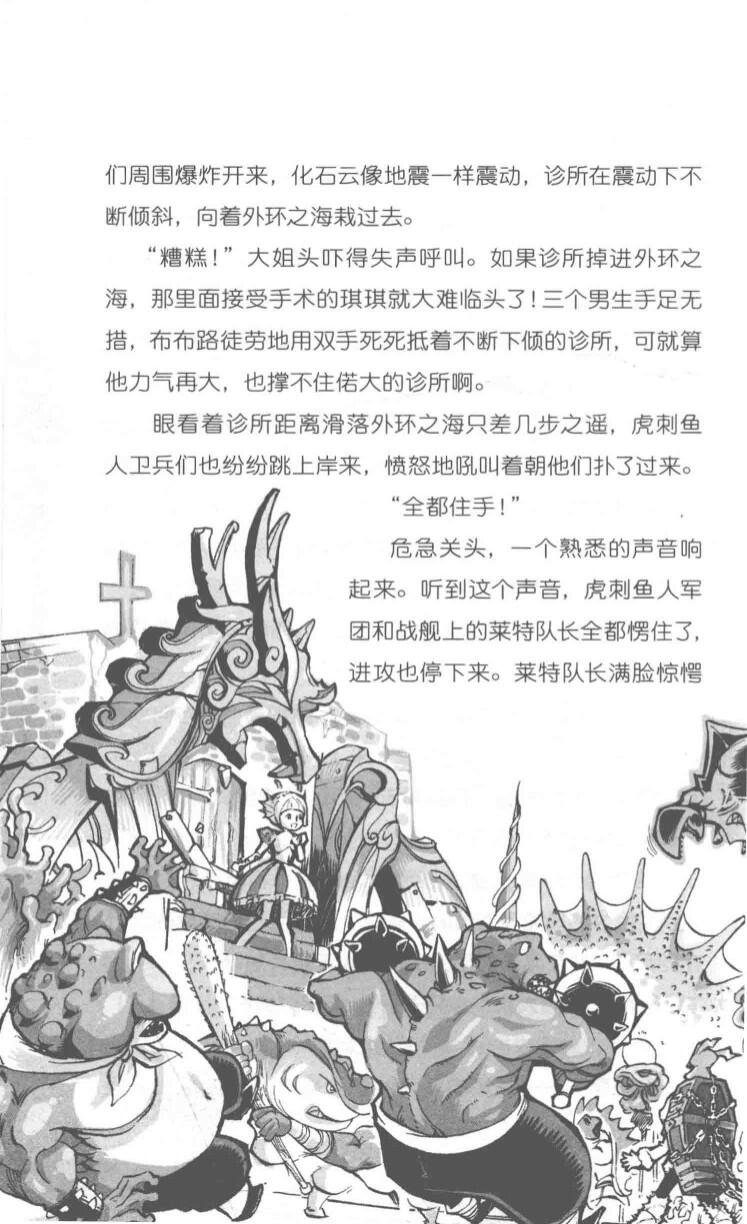 们周围爆炸开来，化石云像地震一样震动，诊所在震动下不
断倾斜，向着外环之海栽过去。
“糟糕！”大姐头吓得失声呼叫。如果诊所掉进外环之
海，那里面接受手术的琪琪就大难临头了！三个男生手足无
措，布布路徒劳地用双手死死抵着不断下倾的诊所，可就算
他力气再大，也撑不住偌大的诊所啊。
眼看着诊所距离滑落外环之海只差几步之遥，虎刺鱼
人卫兵们也纷纷跳上岸来，愤怒地吼叫着朝他们扑了过来。
“全都住手！”
危急关头，一个熟悉的声音响
起来。听到这个声音，虎刺鱼人军
团和战舰上的莱特队长全都愣住了，
进攻也停下来。莱特队长满脸惊愕